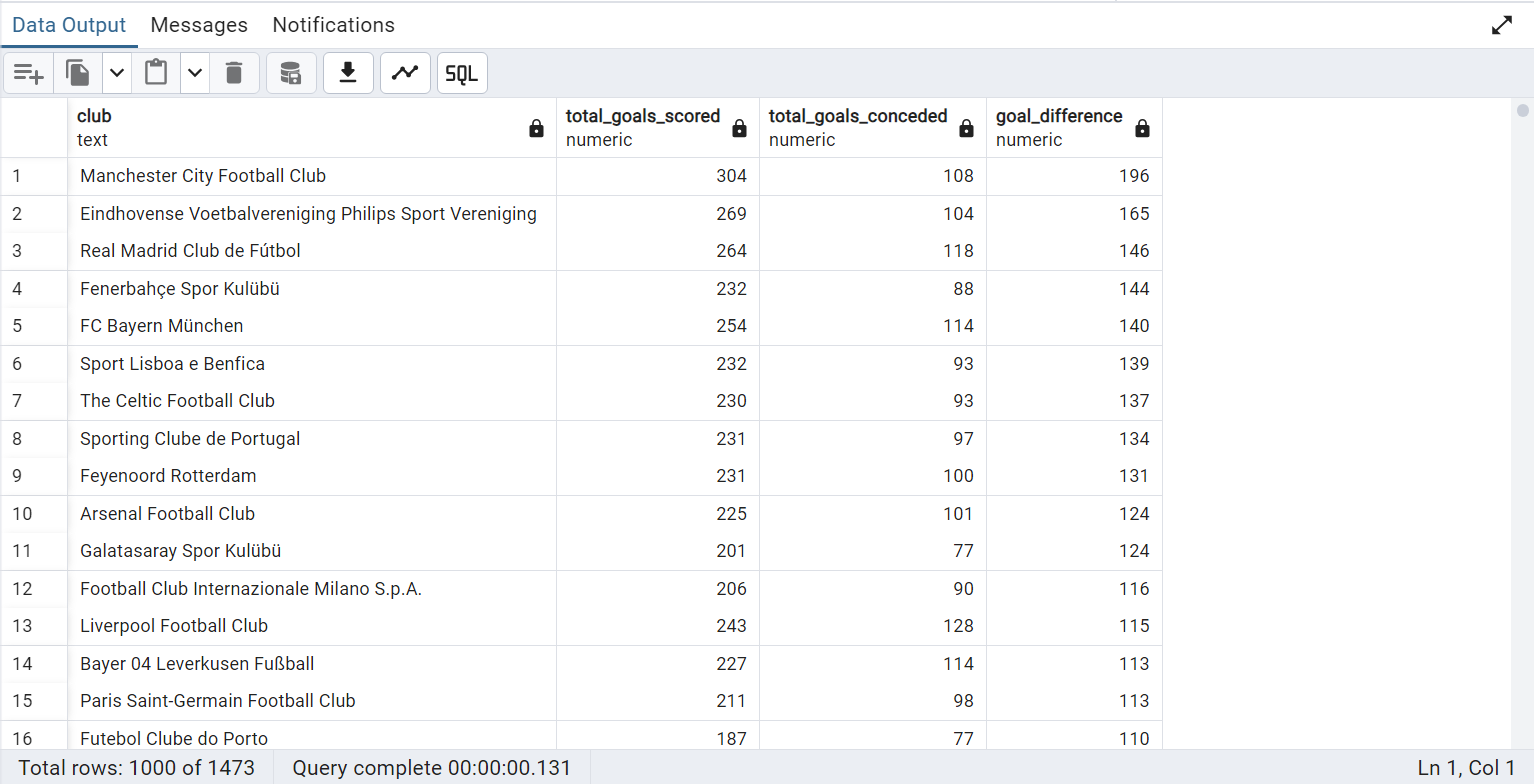 Data Output Messages Notifications
SQL
club total_goals_scored total_goals_conceded goal_difference
text numeric numeric numeric
1 Manchester City Football Club 304 108 196
2 Eindhovense Voetbalvereniging Philips Sport Vereniging 269 104 165
3 Real Madrid Club de Fútbol 264 118 146
4 Fenerbahçe Spor Kulübü 232 88 144
5 FC Bayern München 254 114 140
6 Sport Lisboa e Benfica 232 93 139
7 The Celtic Football Club 230 93 137
8 Sporting Clube de Portugal 231 97 134
9 Feyenoord Rotterdam 231 100 131
10 Arsenal Football Club 225 101 124
11 Galatasaray Spor Kulübü 201 77 124
12 Football Club Internazionale Milano S.p.A. 206 90 116
13 Liverpool Football Club 243 128 115
14 Bayer 04 Leverkusen Fußball 227 114 113
15 Paris Saint-Germain Football Club 211 98 113
16 Futebol Clube do Porto 187 77 110
Total rows: 1000 of 1473 Query complete 00:00:00.131 Ln 1, Col 1